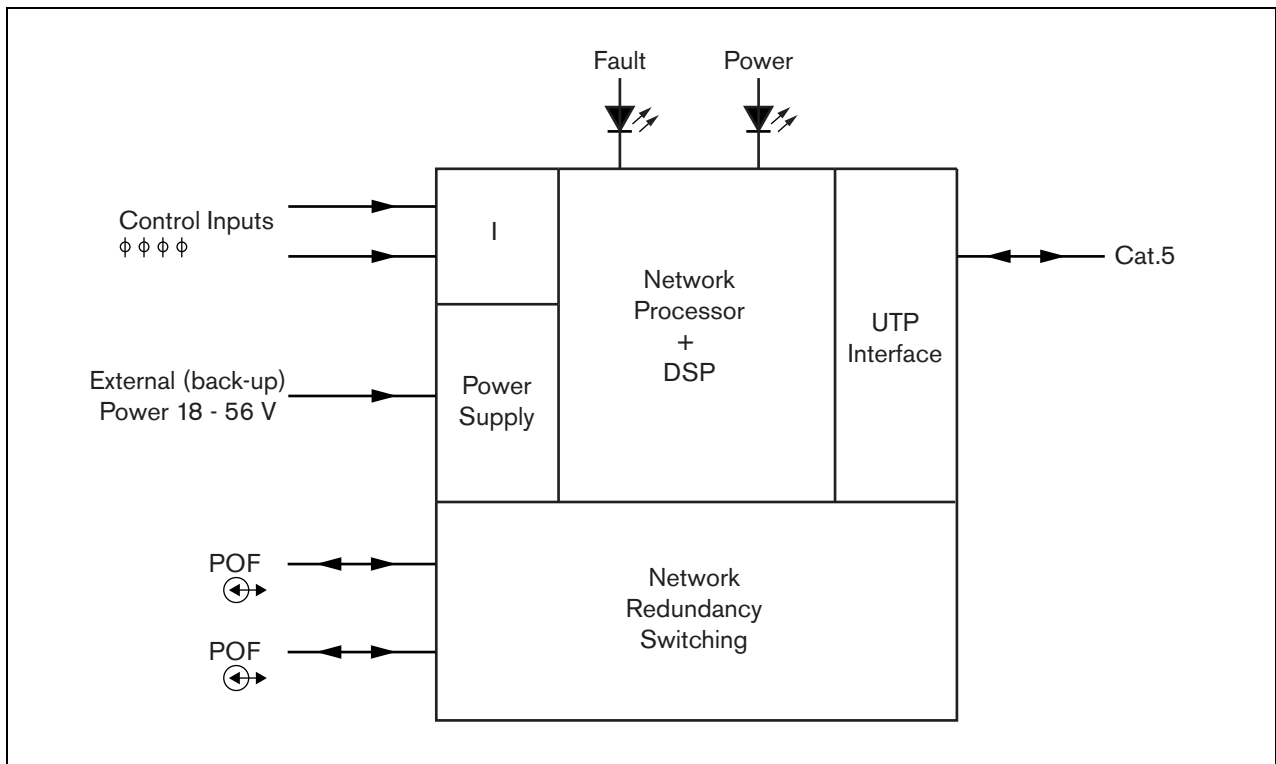 Fault
Power
Control Inputs
I
Network
Processor
+
DSP
UTP
Interface
Cat.5
External (back-up)
Power 18 - 56 V
Power
Supply
POF
POF
Network
Redundancy
Switching